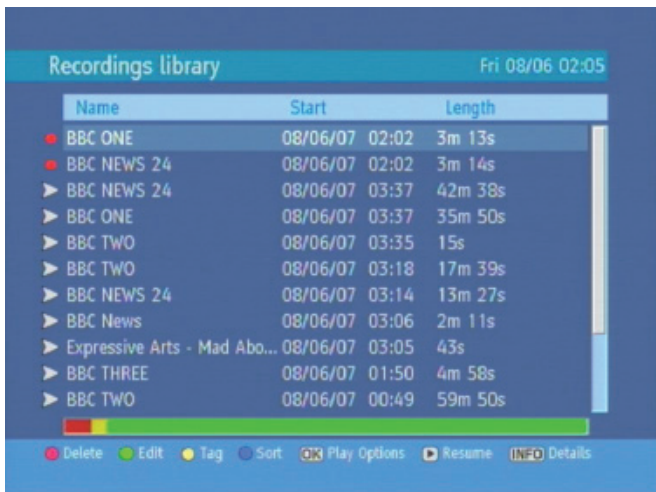 Recordings library Fri 08/06 02:05
Name Start Length
BBC ONE 08/06/07 02:02 3m 13s
BBC NEWS 24 08/06/07 02:02 3m 14s
BBC NEWS 24 08/06/07 03:37 42m 38s
BBC ONE 08/06/07 03:37 35m 50s
BBC TWO 08/06/07 03:35 15s
BBC TWO 08/06/07 03:18 17m 39s
BBC NEWS 24 08/06/07 03:14 13m 27s
BBC News 08/06/07 03:06 2m 11s
Expressive Arts - Mad Abo... 08/06/07 03:05 43s
BBC THREE 08/06/07 01:50 4m 58s
BBC TWO 08/06/07 00:49 59m 50s
Delete Edit Tag Sort OK Play Options Resume INFO Details